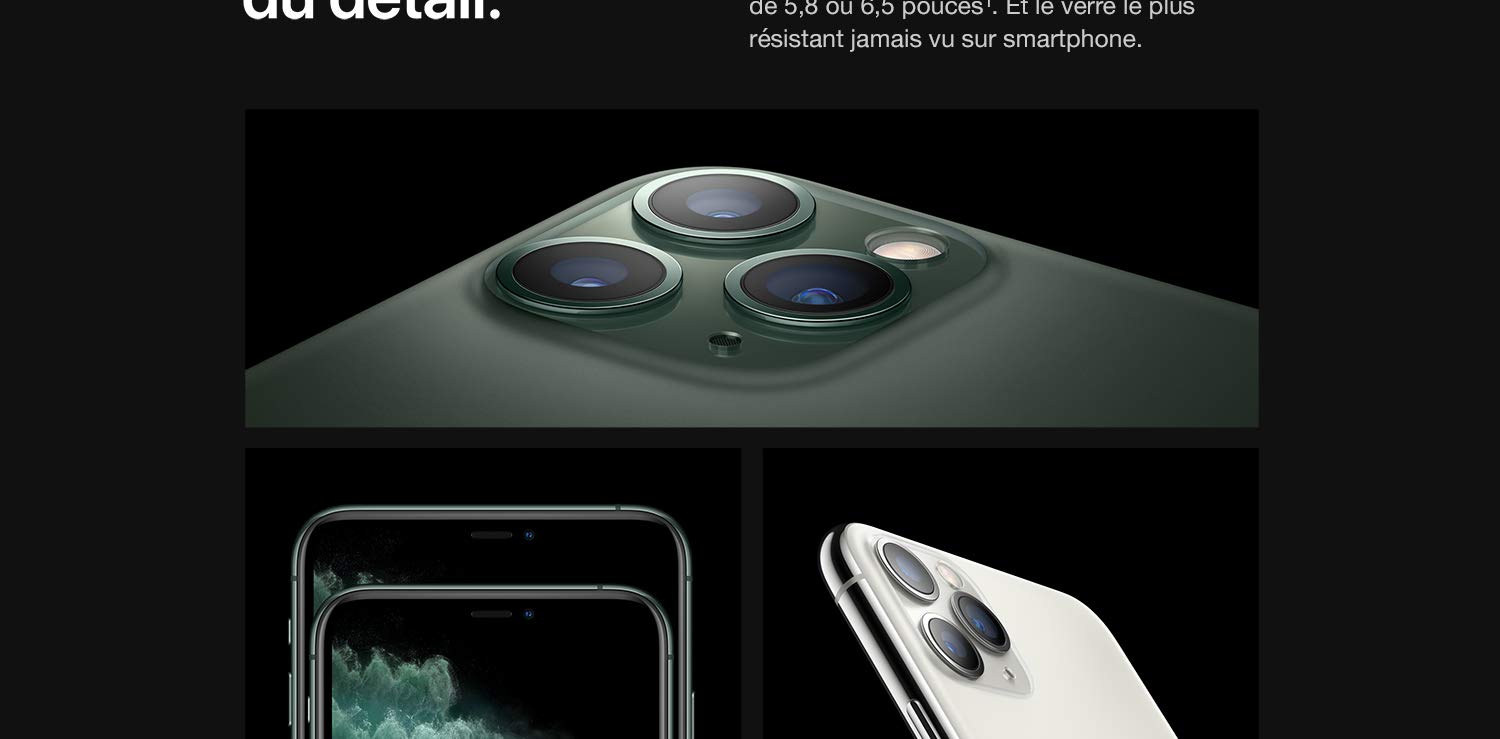 du détail.
de 5,8 ou 6,5 pouces¹. Et le verre le plus
résistant jamais vu sur smartphone.